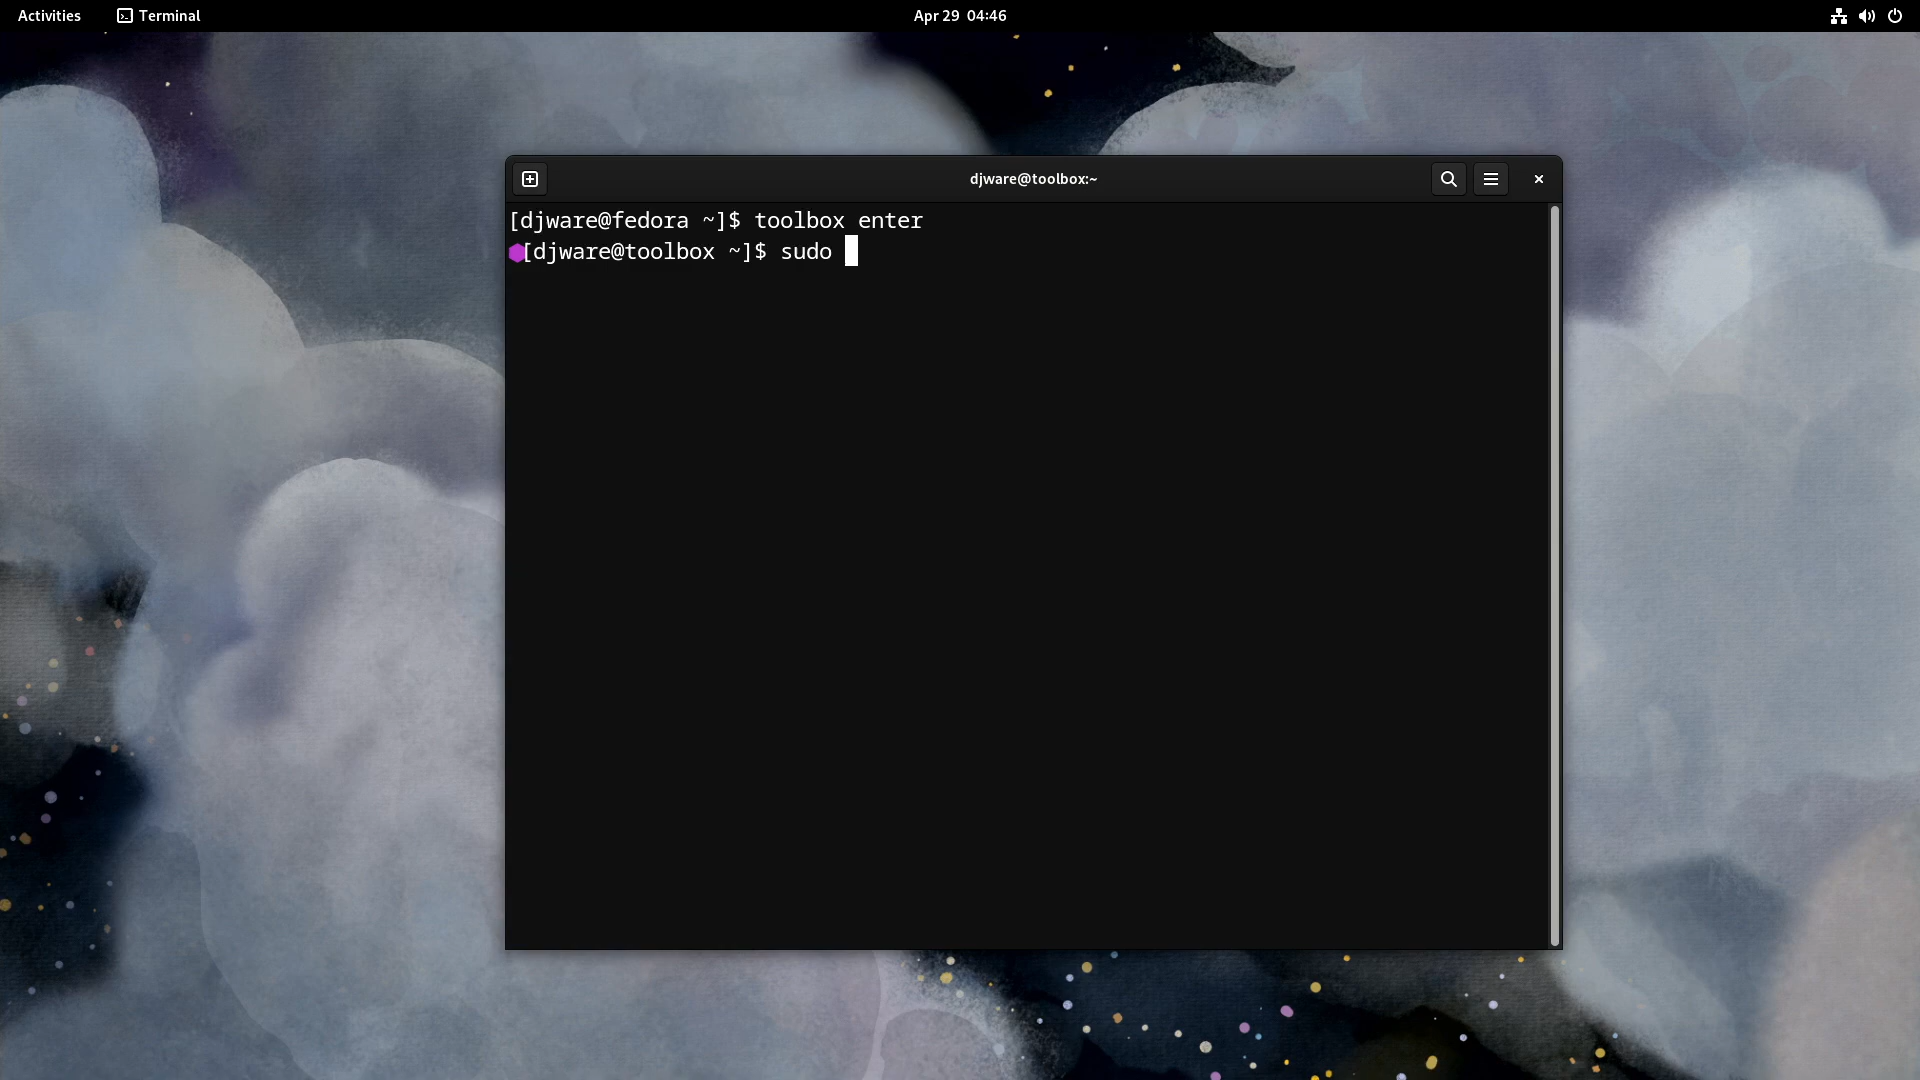 Activities Terminal Apr 29 04:46
djware@toolbox:~
[djware@fedora ~]$ toolbox enter
[djware@toolbox ~]$ sudo